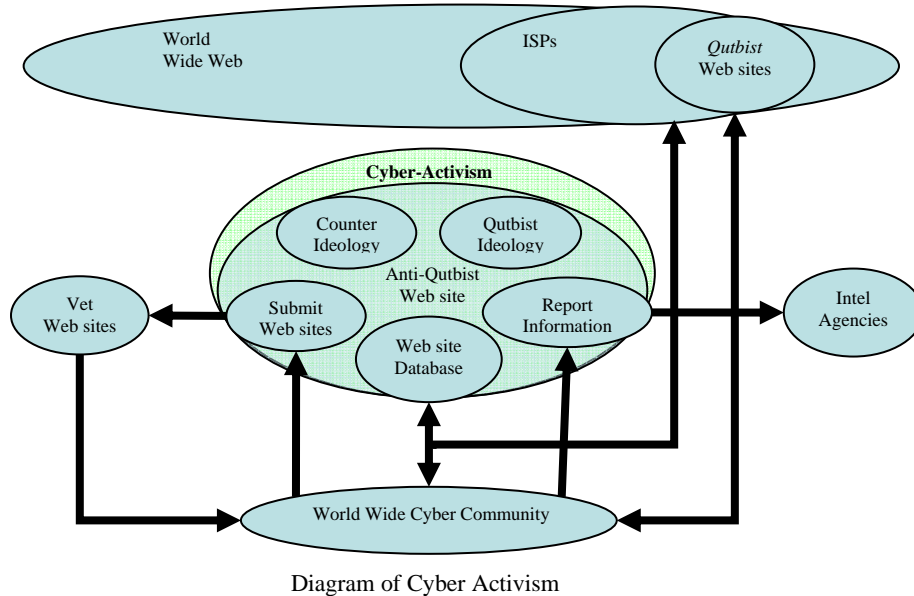 World
Wide Web
ISPs
Qutbist
Web sites
Cyber-Activism
Counter
Ideology
Qutbist
Ideology
Anti-Qutbist
Web site
Vet
Web sites
Submit
Web sites
Report
Information
Intel
Agencies
Web site
Database
World Wide Cyber Community
Diagram of Cyber Activism